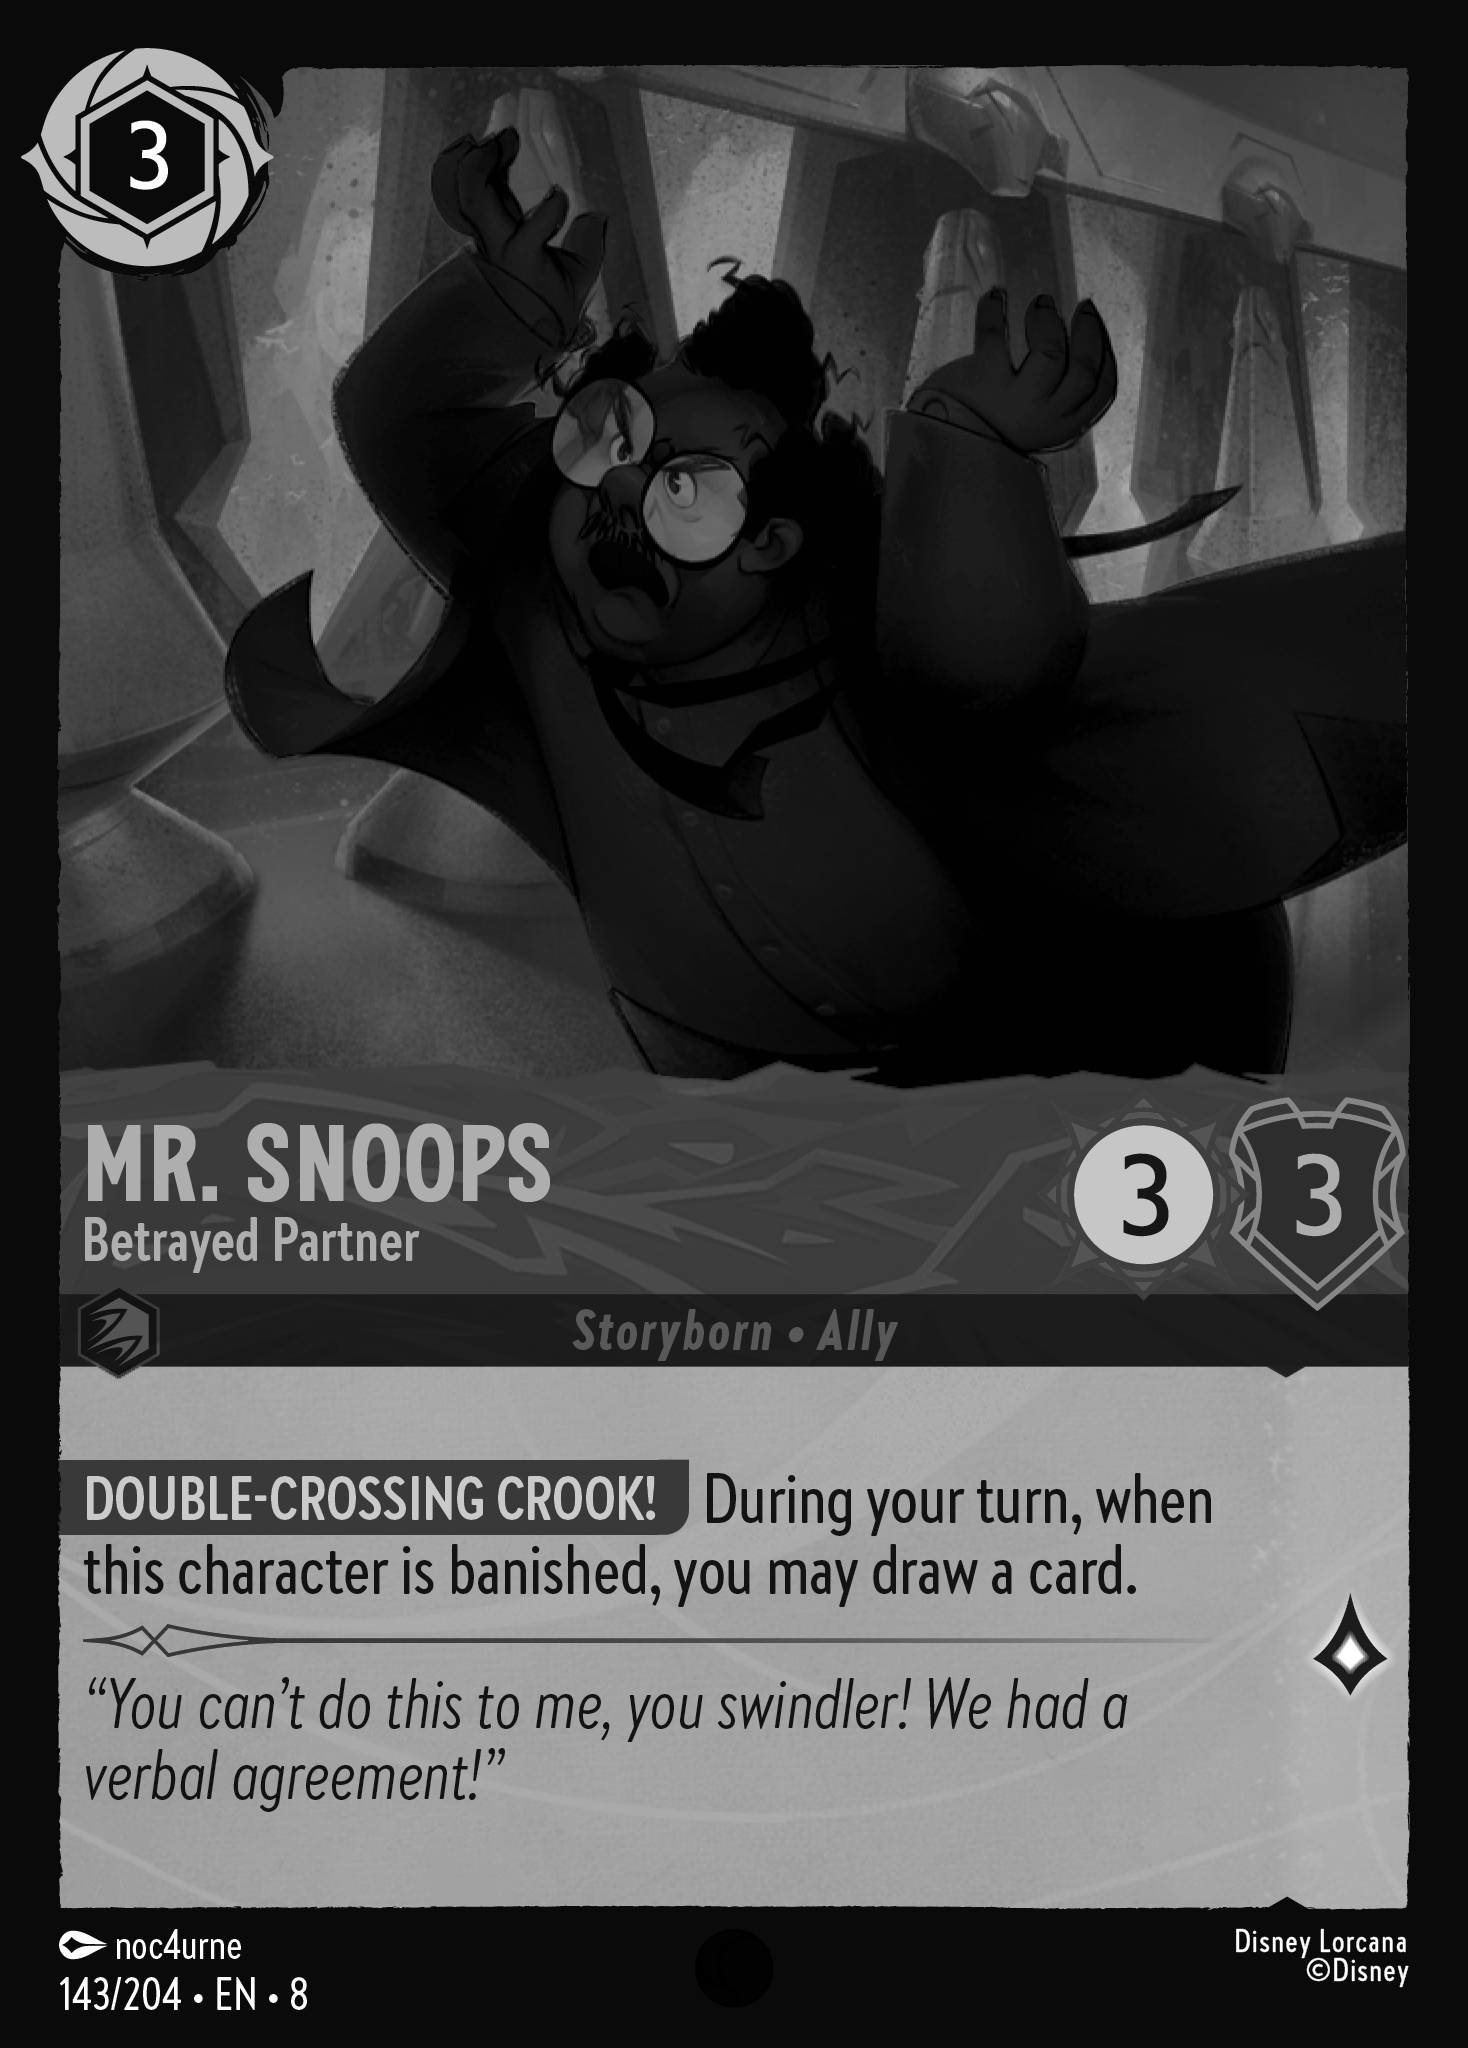 3
MR. SNOOPS
Betrayed Partner
3
3
Storyborn • Ally
DOUBLE-CROSSING CROOK! During your turn, when
this character is banished, you may draw a card.
“You can’t do this to me, you swindler! We had a
verbal agreement!”
noc4urne
143/204 • EN • 8
Disney Lorcana
©Disney